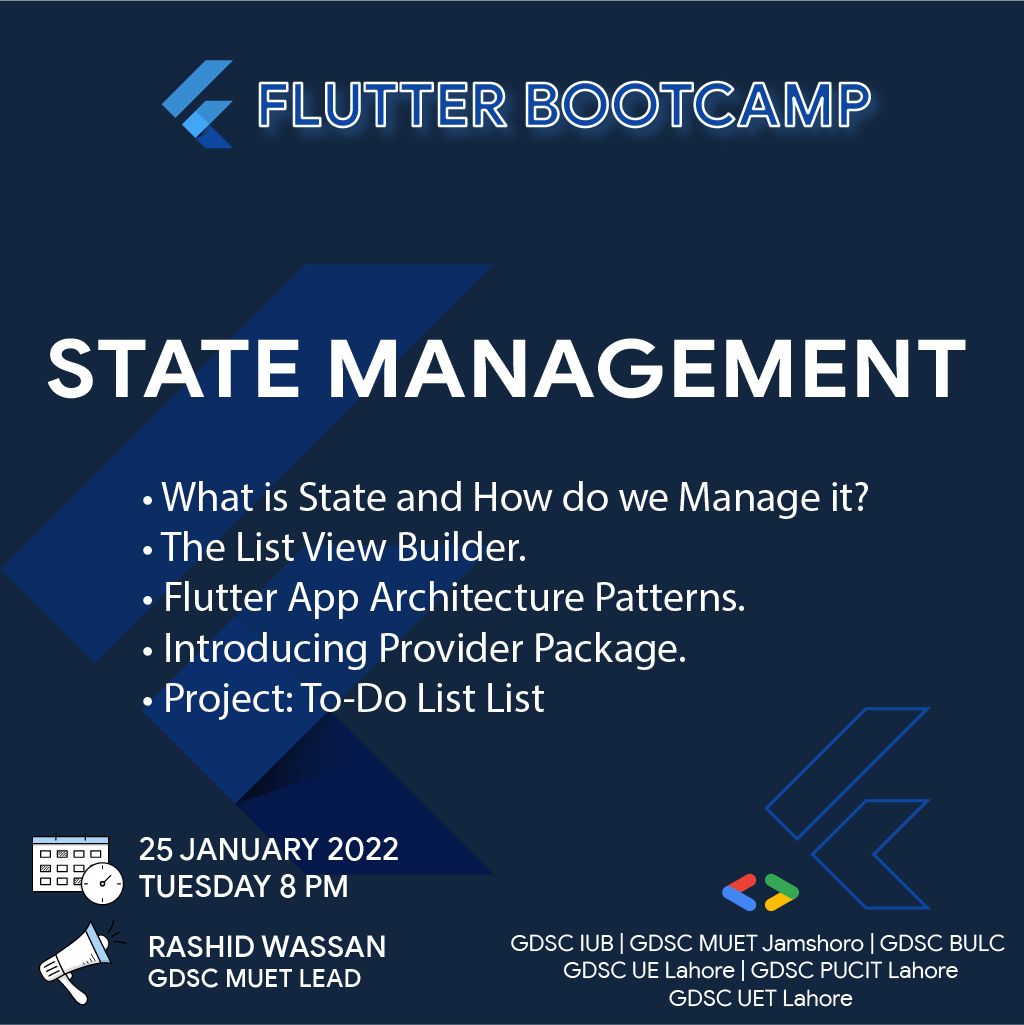 FLUTTER BOOTCAMP
STATE MANAGEMENT
• What is State and How do we Manage it?
• The List View Builder.
• Flutter App Architecture Patterns.
• Introducing Provider Package.
• Project: To-Do List List
25 JANUARY 2022
TUESDAY 8 PM
RASHID WASSAN
GDSC MUET LEAD
GDSC IUB | GDSC MUET Jamshoro | GDSC BULC
GDSC UE Lahore | GDSC PUCIT Lahore
GDSC UET Lahore